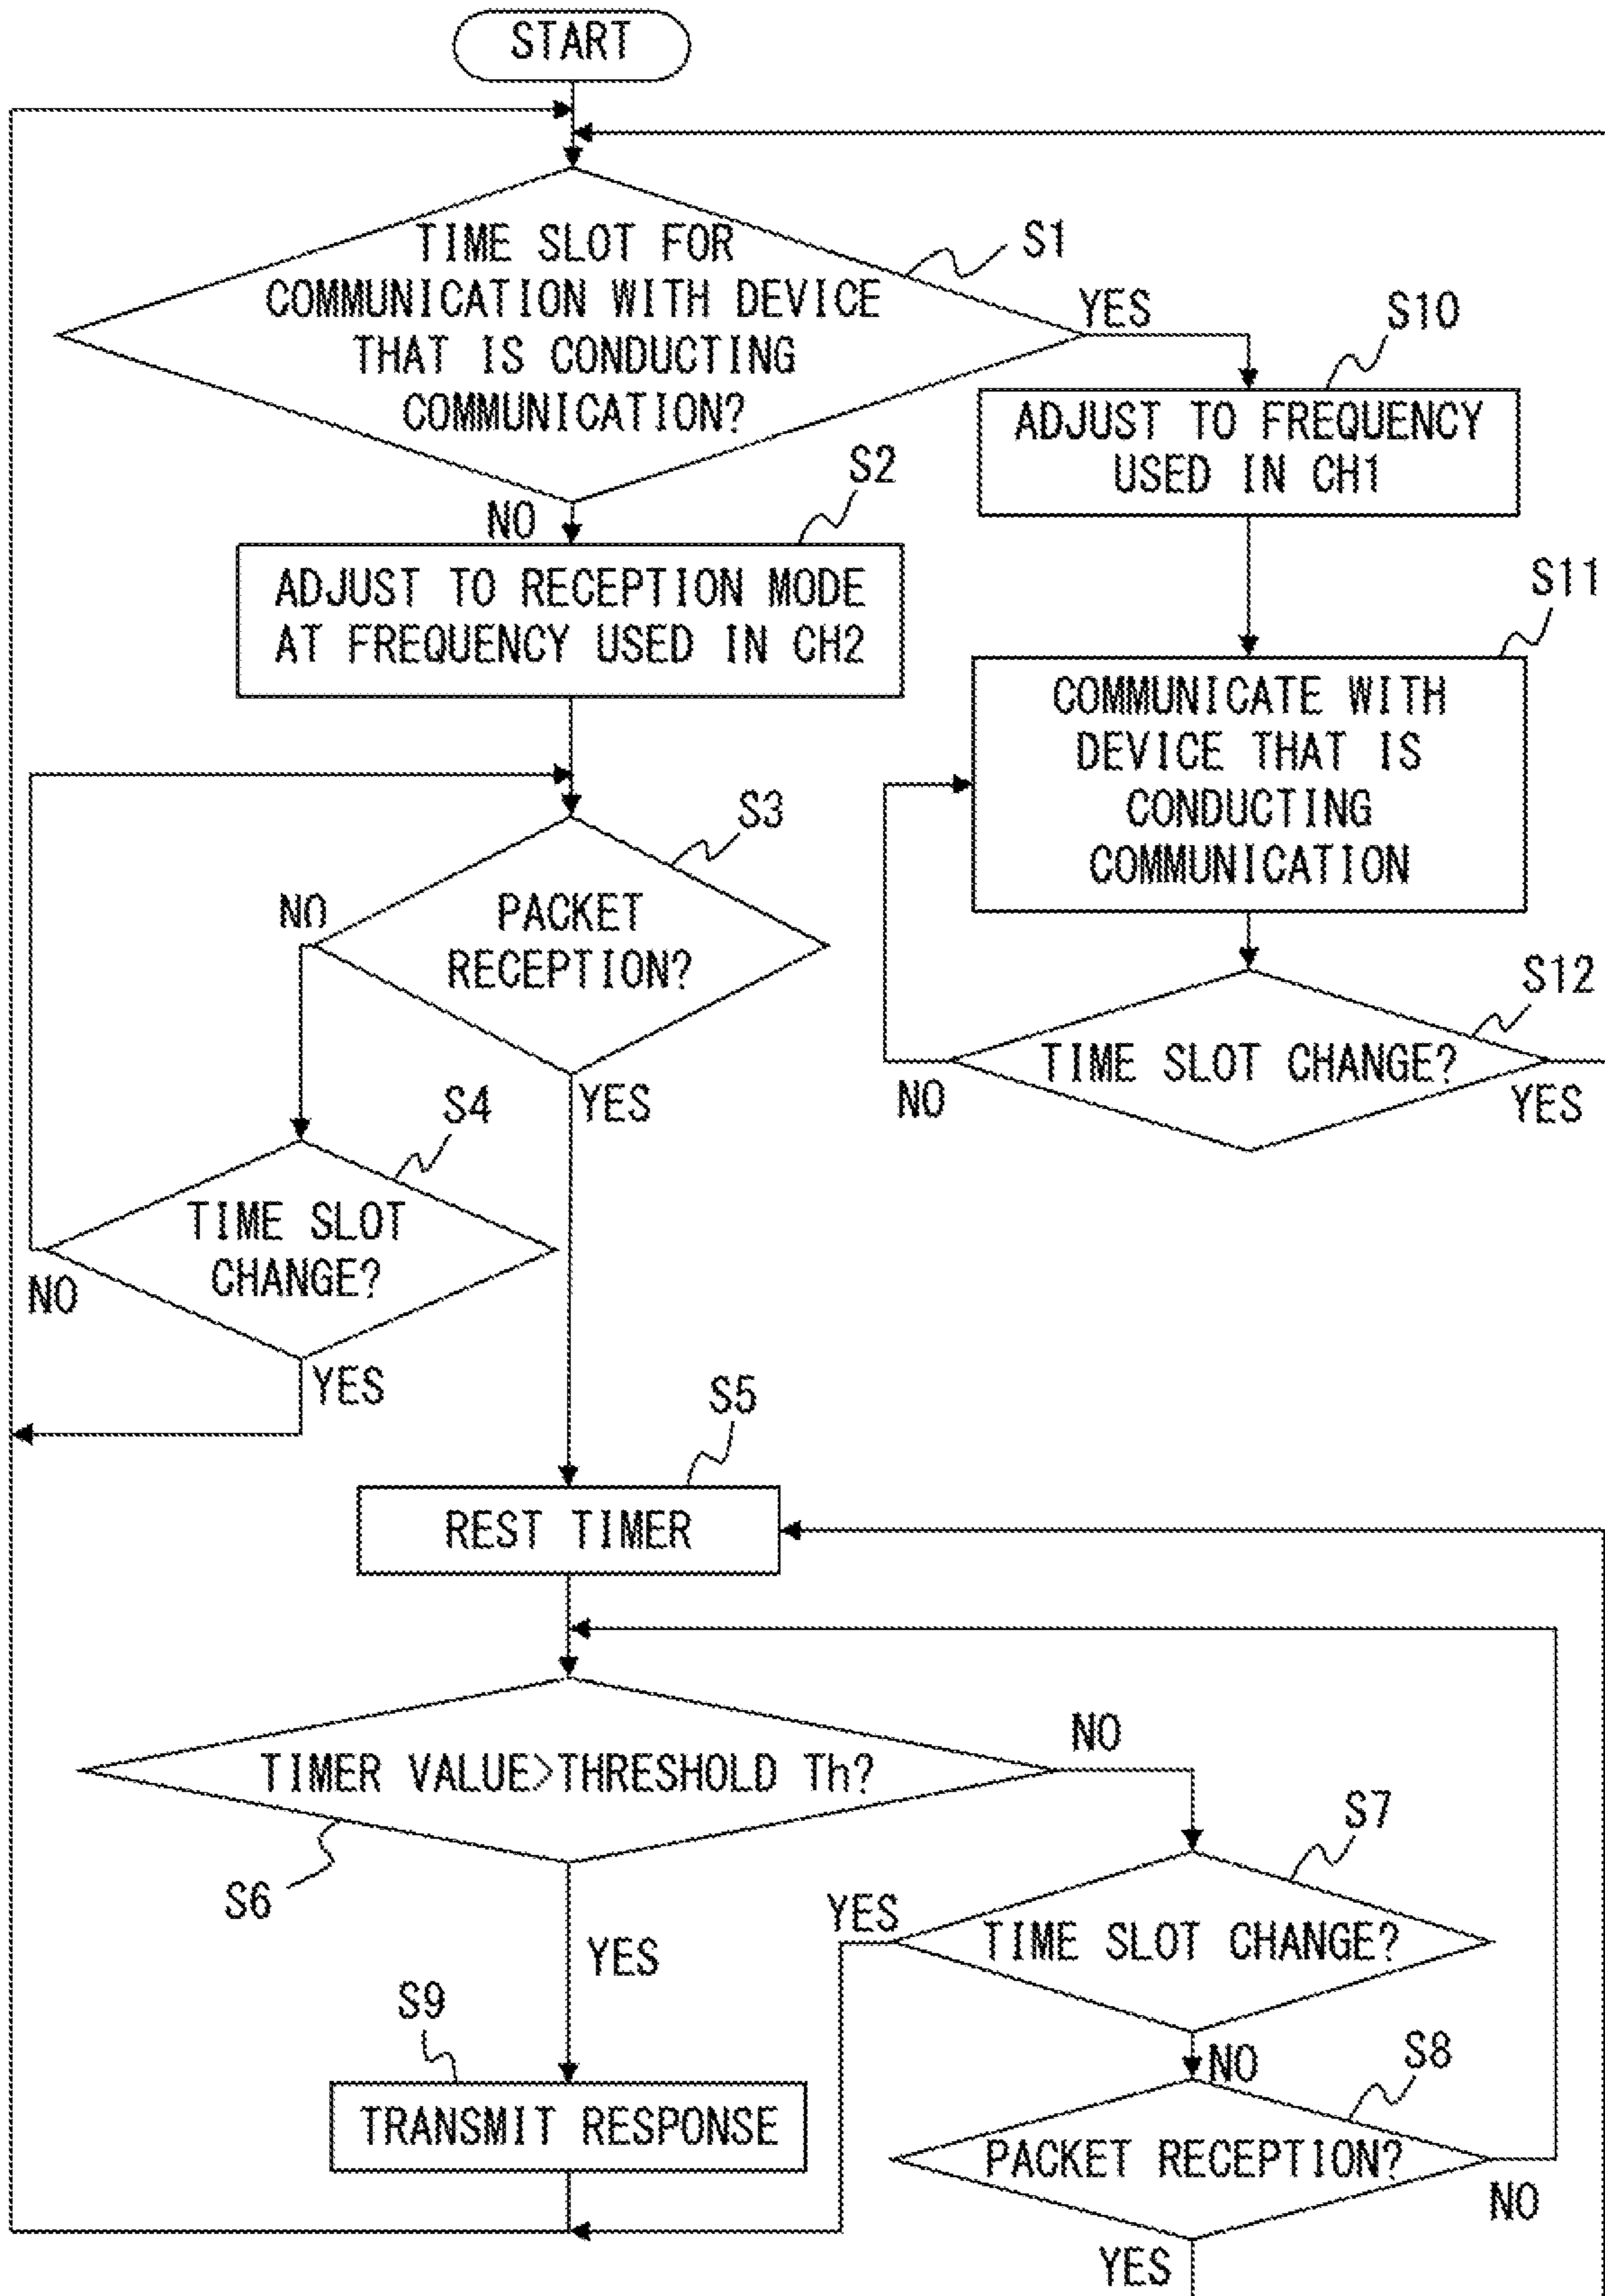 START
TIME SLOT FOR
COMMUNICATION WITH DEVICE
THAT IS CONDUCTING
COMMUNICATION?
S1
YES
NO
S10
ADJUST TO FREQUENCY
USED IN CH1
S2
ADJUST TO RECEPTION MODE
AT FREQUENCY USED IN CH2
S11
COMMUNICATE WITH
DEVICE THAT IS
CONDUCTING
COMMUNICATION
S3
PACKET
RECEPTION?
NO
YES
S12
TIME SLOT CHANGE?
NO
YES
S4
TIME SLOT
CHANGE?
NO
YES
S5
REST TIMER
TIMER VALUE>THRESHOLD Th?
NO
S6
YES
S7
TIME SLOT CHANGE?
YES
NO
S9
TRANSMIT RESPONSE
S8
PACKET RECEPTION?
NO
YES